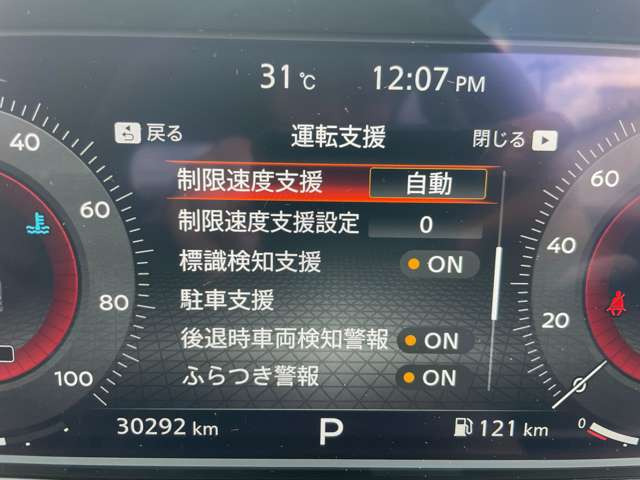 31℃ 12:07 PM
戻る 運転支援 閉じる
制限速度支援 自動
制限速度支援設定 0
標識検知支援 ON
駐車支援
後退時車両検知警報 ON
ふらつき警報 ON
40
60
80
100
60
40
20
0
0
30292 km P 121 km